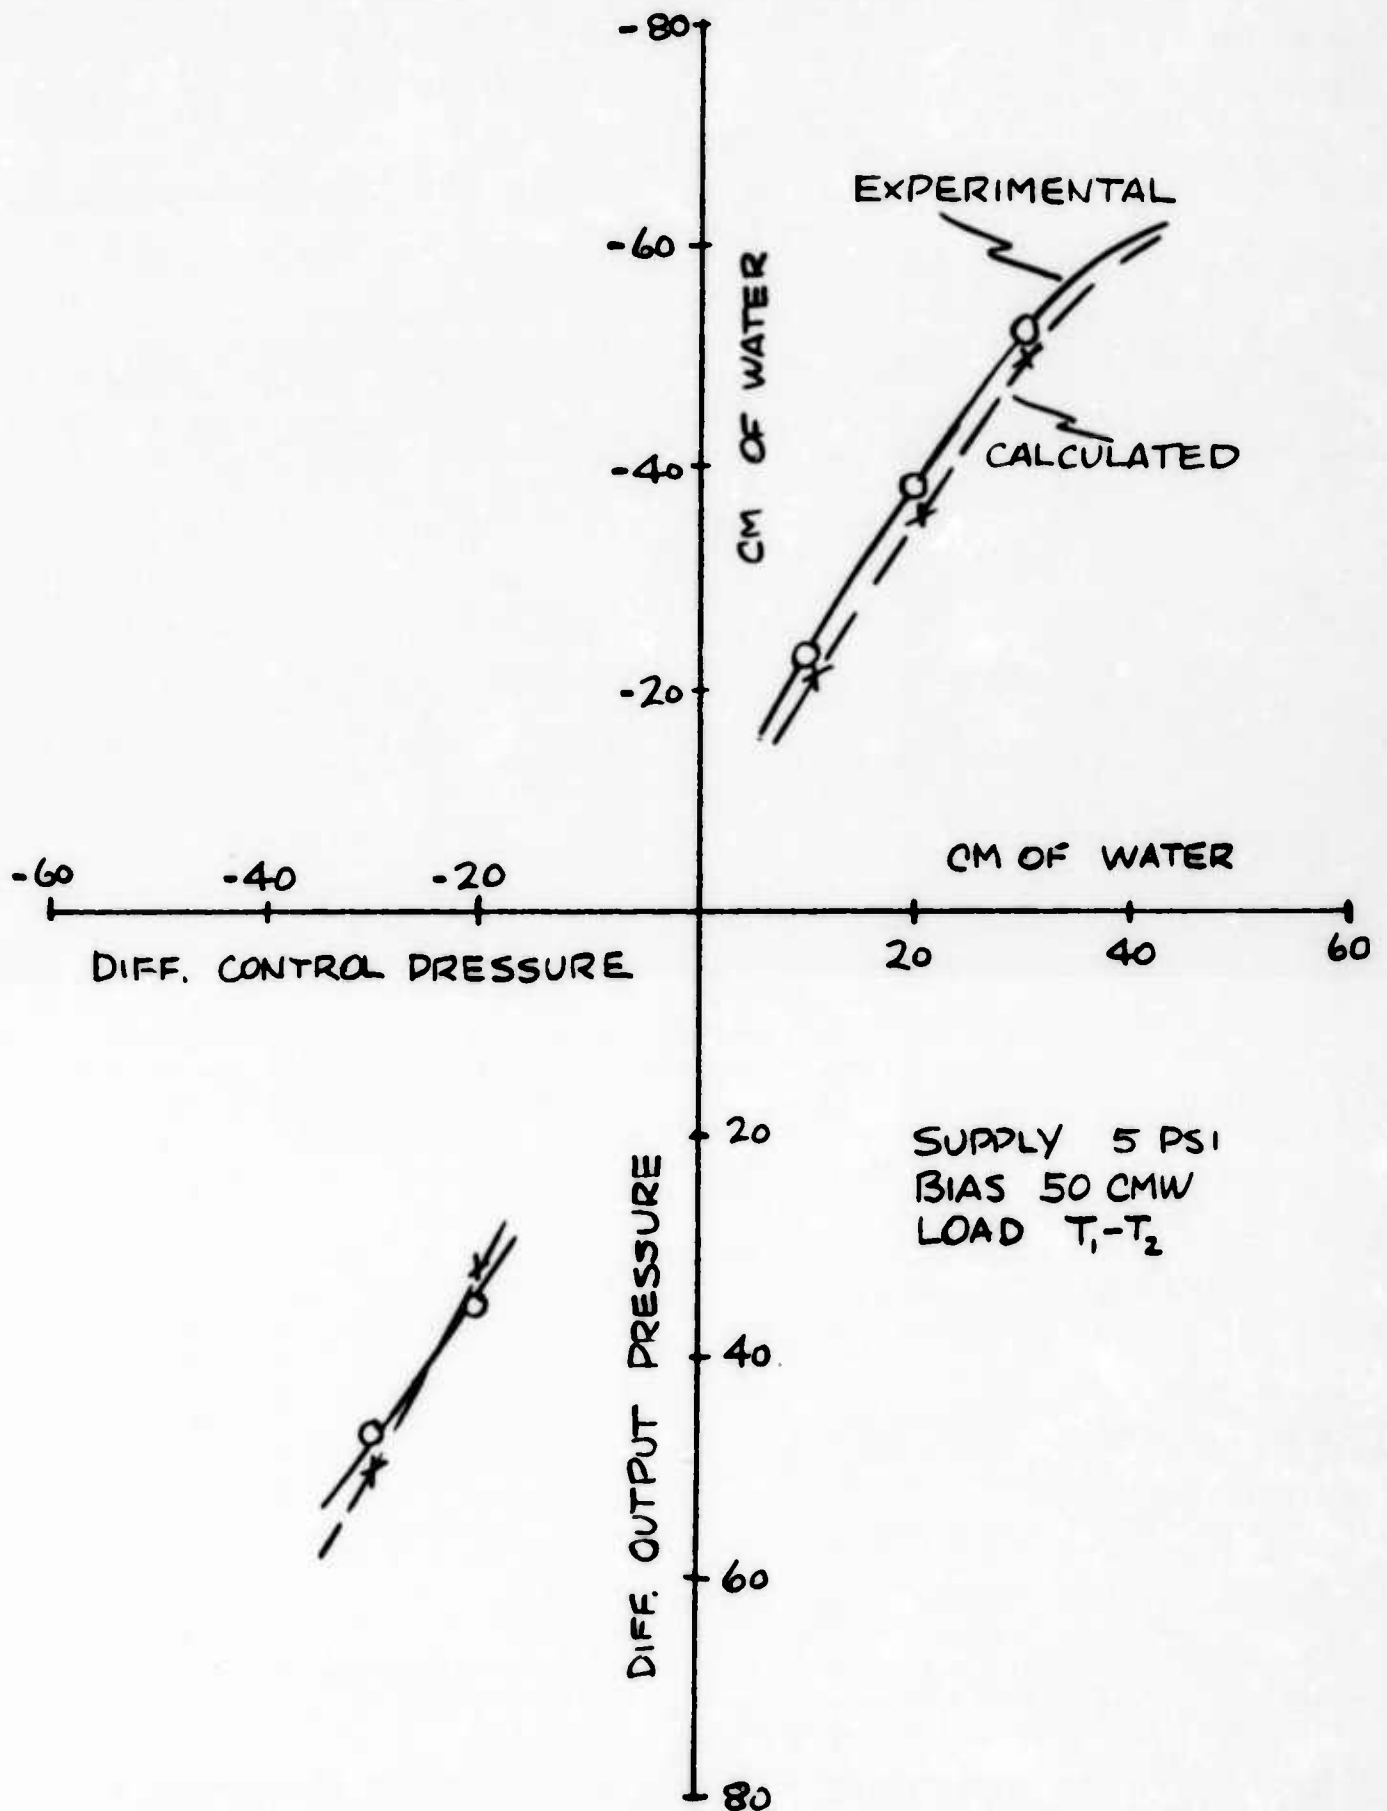 -80
EXPERIMENTAL
-60
CM OF WATER
-40
CALCULATED
-20
CM OF WATER
-60 -40 -20
20 40 60
DIFF. CONTROL PRESSURE
20
SUPPLY 5 PSI
BIAS 50 CMW
LOAD T₁-T₂
DIFF. OUTPUT PRESSURE
40
60
80